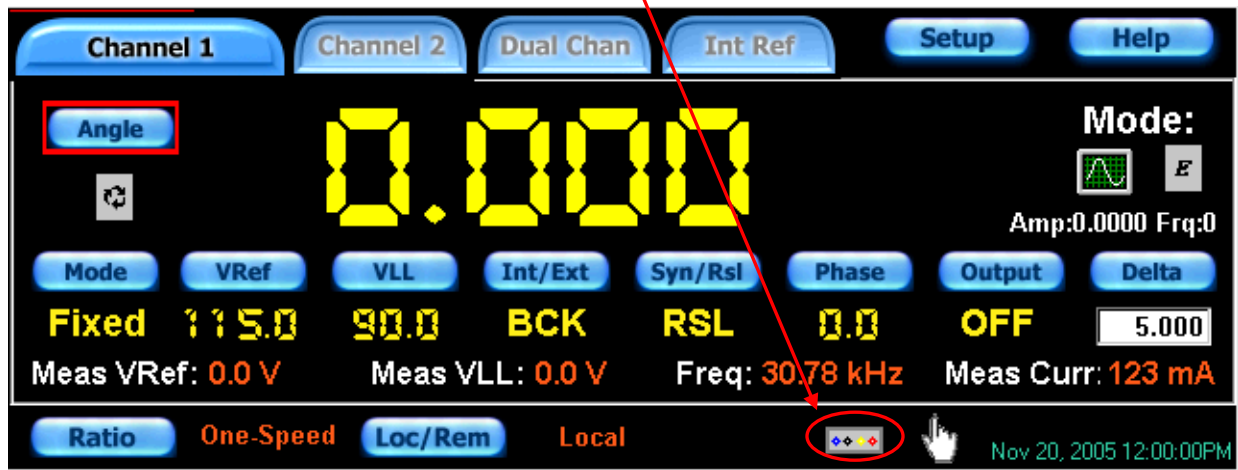 Channel 1 Channel 2 Dual Chan Int Ref Setup Help
Angle 0.000 Mode:
E
Amp:0.0000 Frq:0
Mode VRef VLL Int/Ext Syn/Rsl Phase Output Delta
Fixed 115.0 90.0 BCK RSL 0.0 OFF 5.000
Meas VRef: 0.0 V Meas VLL: 0.0 V Freq: 30.78 kHz Meas Curr: 123 mA
Ratio One-Speed Loc/Rem Local Nov 20, 2005 12:00:00PM